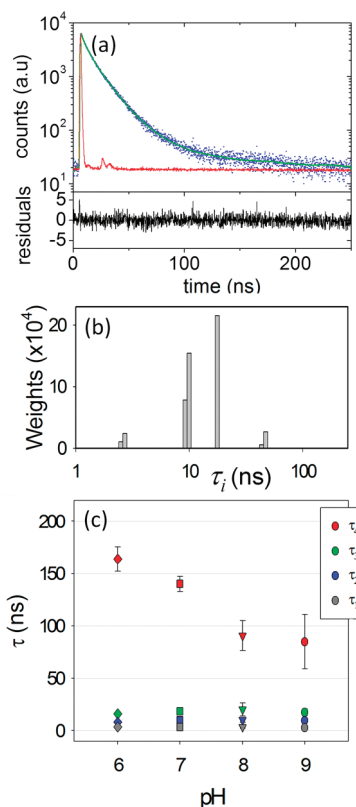 (a)
counts (a.u)
10⁴
10³
10²
10¹
residuals
5
0
−5
0
100
200
time (ns)
(b)
Weights (x10⁴)
20
10
0
1
10
100
τᵢ (ns)
(c)
τ (ns)
200
150
100
50
0
6
7
8
9
pH